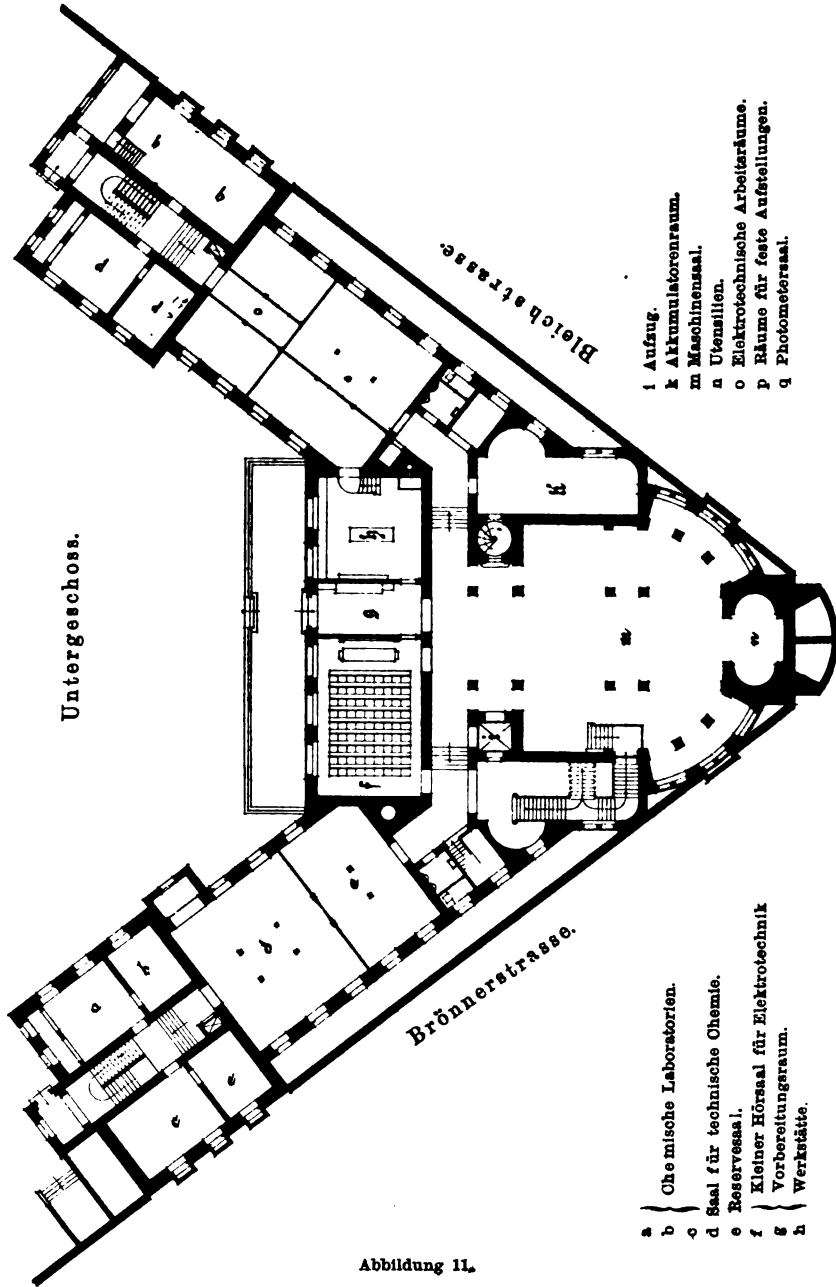 Untergeschoss.
Bleichstrasse.
Brönnerstrasse.
a
b } Chemische Laboratorien.
c
d Saal für technische Chemie.
e Reservesaal.
f } Kleiner Hörsaal für Elektrotechnik
g Vorbereitungsraum.
h Werkstätte.
i Aufzug.
k Akkumulatorenraum.
m Maschinensaal.
n Utensilien.
o Elektrotechnische Arbeitsräume.
p Räume für feste Aufstellungen.
q Photometersaal.
f
g
h
k
m
n
Abbildung 11.